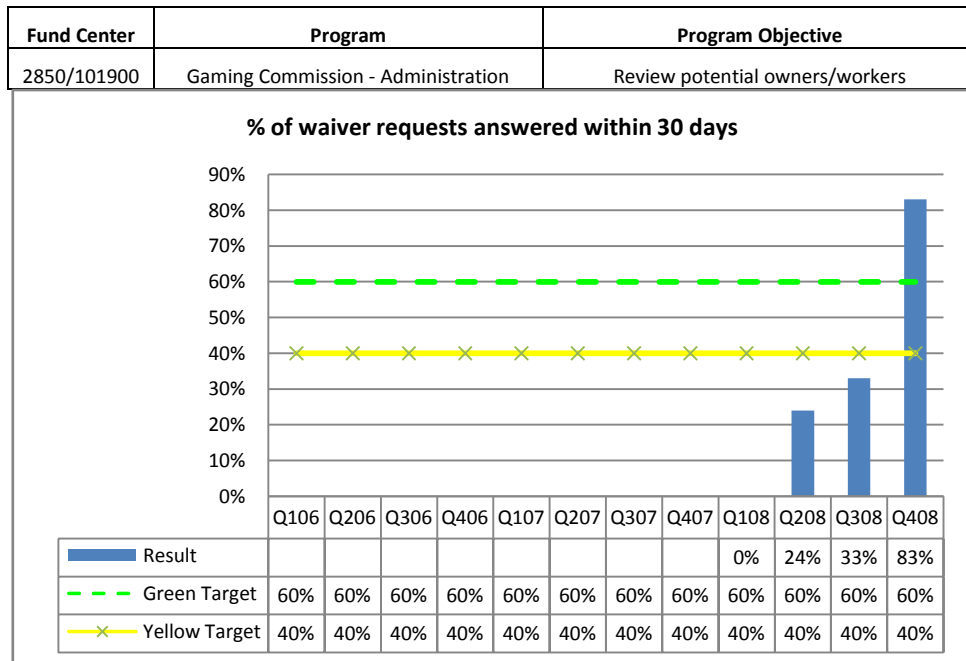 Fund Center Program Program Objective
2850/101900 Gaming Commission - Administration Review potential owners/workers
% of waiver requests answered within 30 days
90%
80%
70%
60%
50%
40%
30%
20%
10%
0%
Q106 Q206 Q306 Q406 Q107 Q207 Q307 Q407 Q108 Q208 Q308 Q408
Result 0% 24% 33% 83%
Green Target 60% 60% 60% 60% 60% 60% 60% 60% 60% 60% 60% 60%
Yellow Target 40% 40% 40% 40% 40% 40% 40% 40% 40% 40% 40% 40%